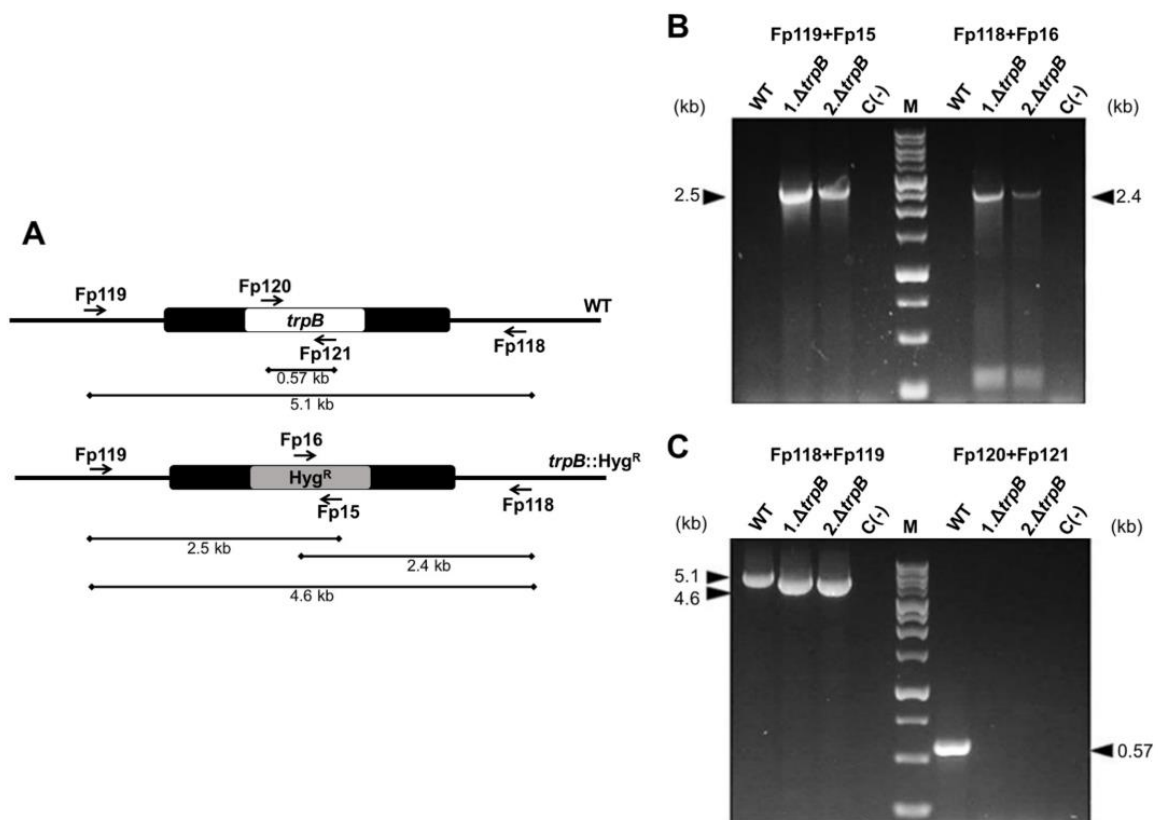 A
Fp119
Fp120
WT
trpB
Fp121
Fp118
0.57 kb
5.1 kb
Fp119
Fp16
trpB::Hygᴿ
Hygᴿ
Fp15
Fp118
2.5 kb
2.4 kb
4.6 kb
B
Fp119+Fp15 Fp118+Fp16
(kb) WT 1.ΔtrpB 2.ΔtrpB C(-) M WT 1.ΔtrpB 2.ΔtrpB C(-) (kb)
2.5 2.4
C
Fp118+Fp119 Fp120+Fp121
(kb) WT 1.ΔtrpB 2.ΔtrpB C(-) M WT 1.ΔtrpB 2.ΔtrpB C(-) (kb)
5.1
4.6
0.57